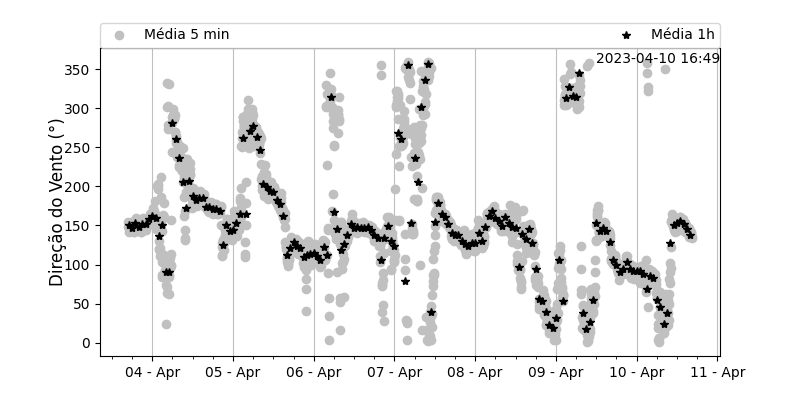 Média 5 min
Média 1h
2023-04-10 16:49
Direção do Vento (°)
350
300
250
200
150
100
50
0
04 - Apr
05 - Apr
06 - Apr
07 - Apr
08 - Apr
09 - Apr
10 - Apr
11 - Apr